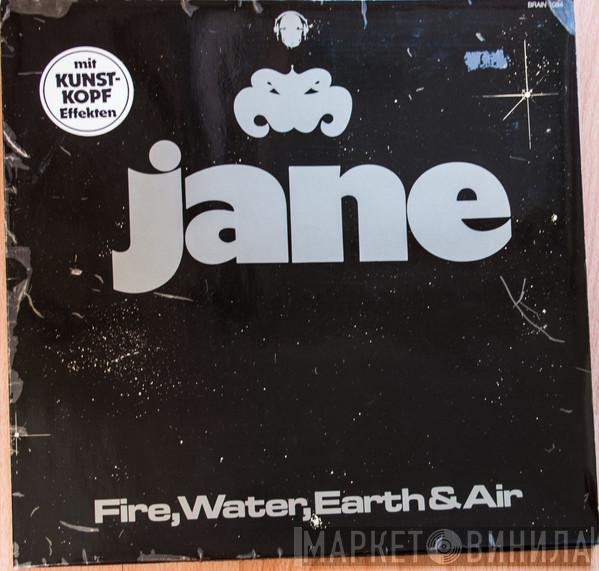 BRAIN 1084
mit
KUNST-
KOPF
Effekten
jane
Fire,Water,Earth & Air
МАРКЕТ ВИНИЛА